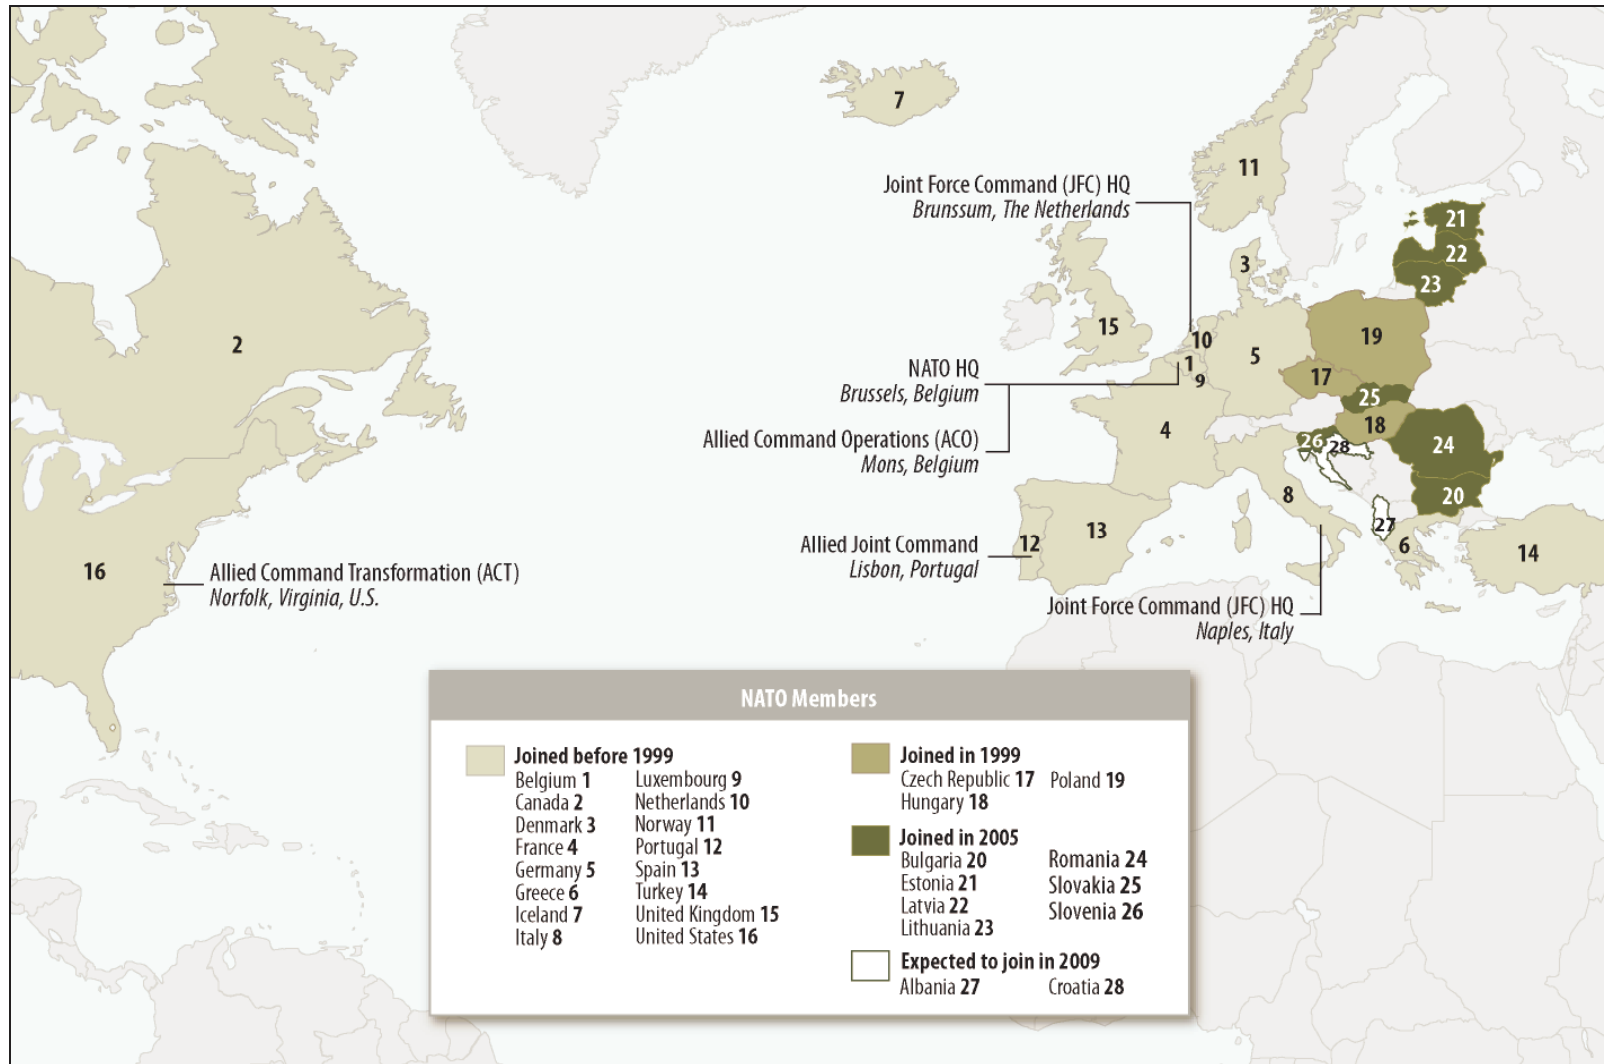 7
11
Joint Force Command (JFC) HQ
Brunssum, The Netherlands
21
22
3
23
2
15
10
19
5
1
NATO HQ
9
17
Brussels, Belgium
25
4
18
Allied Command Operations (ACO)
26
28
24
Mons, Belgium
8
20
13
27
12
Allied Joint Command
6
14
Lisbon, Portugal
16
Allied Command Transformation (ACT)
Norfolk, Virginia, U.S.
Joint Force Command (JFC) HQ
Naples, Italy
NATO Members
Joined before 1999
Belgium 1
Canada 2
Denmark 3
France 4
Germany 5
Greece 6
Iceland 7
Italy 8
Luxembourg 9
Netherlands 10
Norway 11
Portugal 12
Spain 13
Turkey 14
United Kingdom 15
United States 16
Joined in 1999
Czech Republic 17
Hungary 18
Poland 19
Joined in 2005
Bulgaria 20
Estonia 21
Latvia 22
Lithuania 23
Romania 24
Slovakia 25
Slovenia 26
Expected to join in 2009
Albania 27
Croatia 28